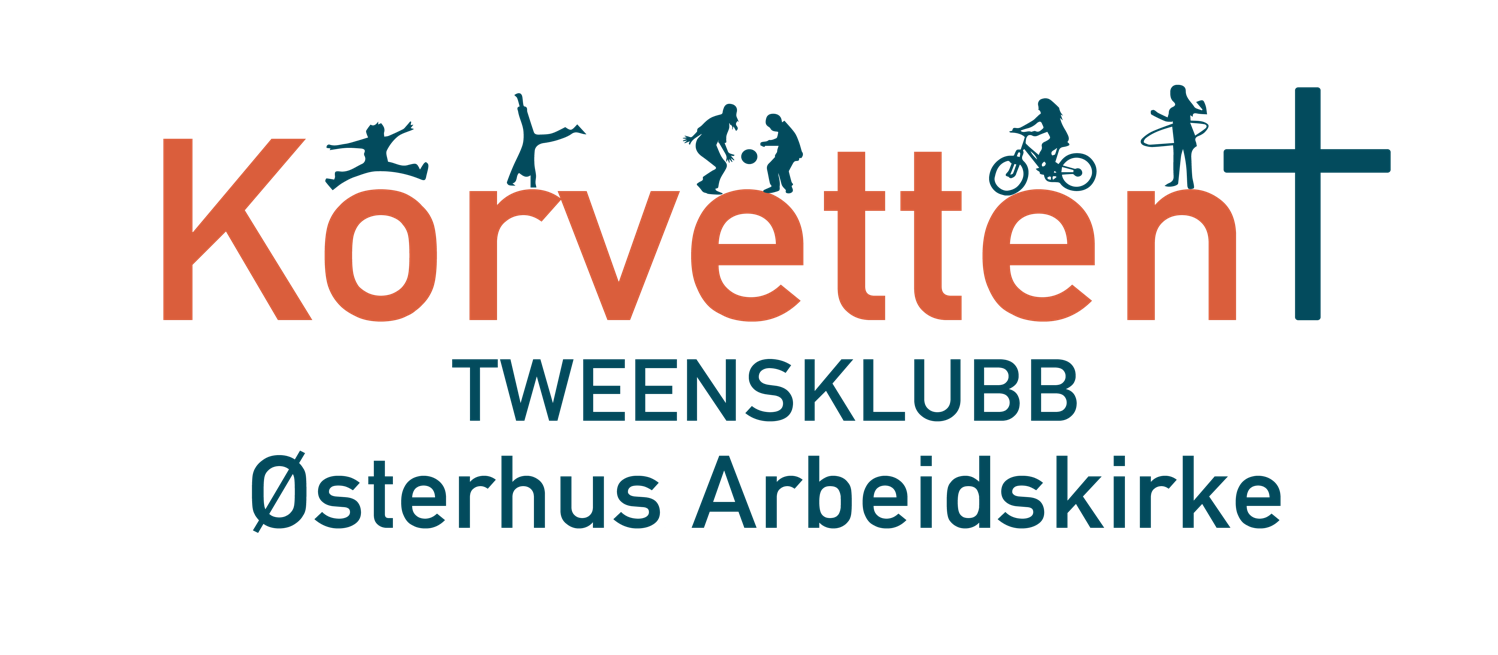 Korvetten
TWEENSKLUBB
Østerhus Arbeidskirke